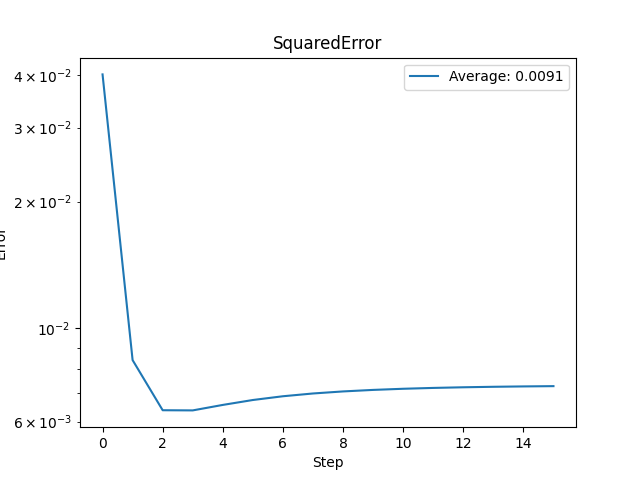 SquaredError
Average: 0.0091
4 × 10⁻²
3 × 10⁻²
2 × 10⁻²
10⁻²
6 × 10⁻³
Error
0 2 4 6 8 10 12 14
Step